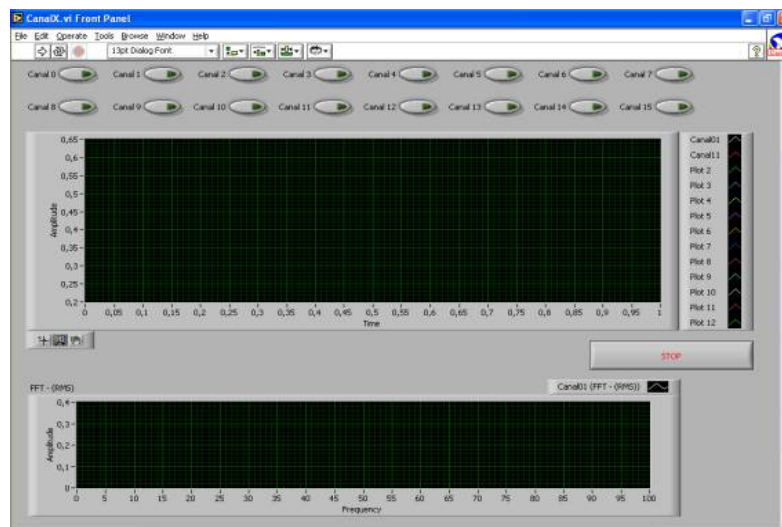 CanalX.vi Front Panel
File Edit Operate Tools Browse Window Help
13pt Dialog Font
Canal 0 Canal 1 Canal 2 Canal 3 Canal 4 Canal 5 Canal 6 Canal 7
Canal 8 Canal 9 Canal 10 Canal 11 Canal 12 Canal 13 Canal 14 Canal 15
0,65
0,6
0,55
0,5
0,45
0,4
0,35
0,3
0,25
0,2
Amplitude
0 0,05 0,1 0,15 0,2 0,25 0,3 0,35 0,4 0,45 0,5 0,55 0,6 0,65 0,7 0,75 0,8 0,85 0,9 0,95 1
Time
Canal01
Canal11
Plot 2
Plot 3
Plot 4
Plot 5
Plot 6
Plot 7
Plot 8
Plot 9
Plot 10
Plot 11
Plot 12
STOP
FFT - (RMS)
Canal01 (FFT - (RMS))
0,4
0,3
0,2
0,1
0
Amplitude
0 5 10 15 20 25 30 35 40 45 50 55 60 65 70 75 80 85 90 95 100
Frequency